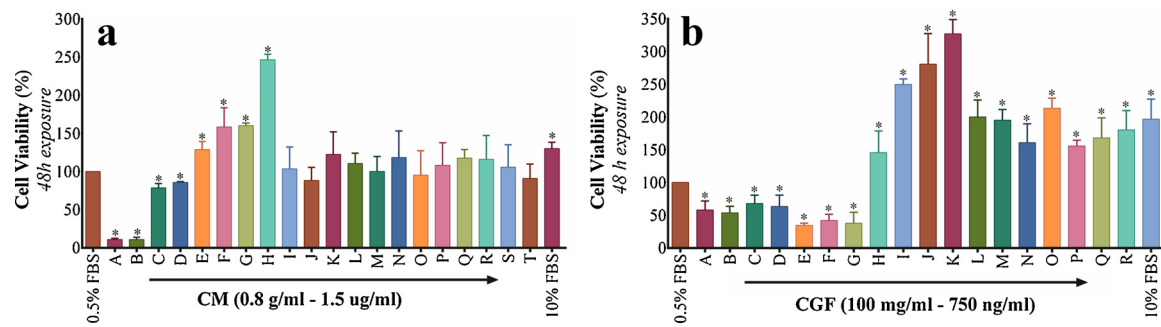 a
Cell Viability (%)
48h exposure
300
250
200
150
100
50
0
* * * * * * * * * *
0.5% FBS A B C D E F G H I J K L M N O P Q R S T 10% FBS
CM (0.8 g/ml - 1.5 ug/ml)
b
Cell Viability (%)
48 h exposure
350
300
250
200
150
100
50
0
* * * * * * * * * * * * * * * * * * *
0.5% FBS A B C D E F G H I J K L M N O P Q R 10% FBS
CGF (100 mg/ml - 750 ng/ml)